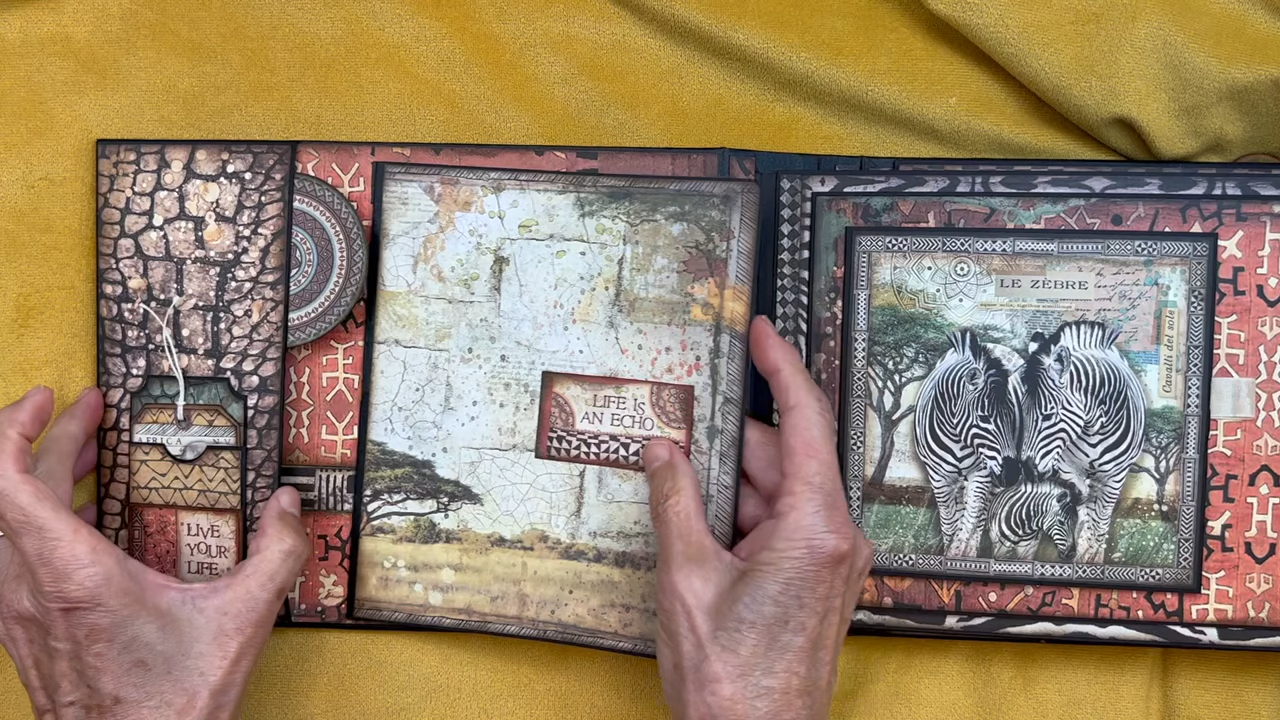 AFRICA
LIVE
YOUR
LIFE
LIFE IS
AN ECHO
LE ZÈBRE
Cavalli del sole